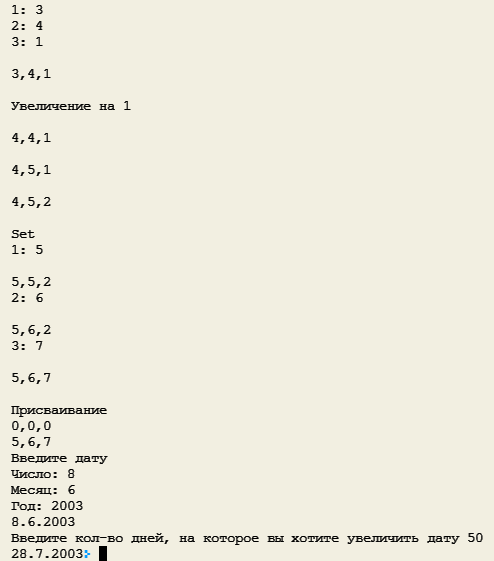 1: 3
2: 4
3: 1
3,4,1
Увеличение на 1
4,4,1
4,5,1
4,5,2
Set
1: 5
5,5,2
2: 6
5,6,2
3: 7
5,6,7
Присваивание
0,0,0
5,6,7
Введите дату
Число: 8
Месяц: 6
Год: 2003
8.6.2003
Введите кол-во дней, на которое вы хотите увеличить дату 50
28.7.2003